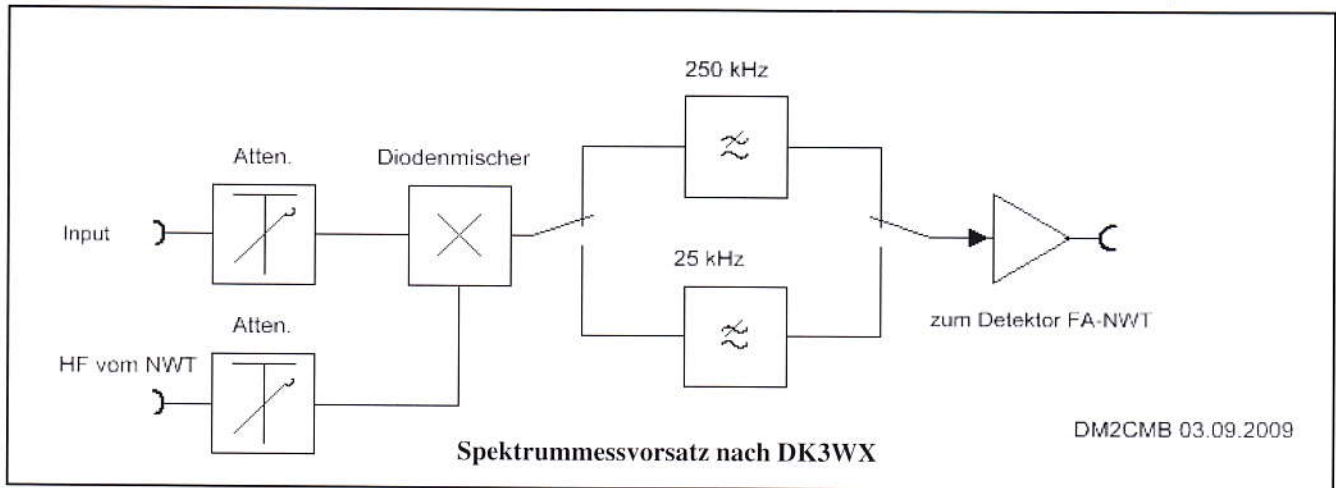 250 kHz
Atten.
Diodenmischer
Input
25 kHz
Atten.
zum Detektor FA-NWT
HF vom NWT
DM2CMB 03.09.2009
Spektrummessvorsatz nach DK3WX